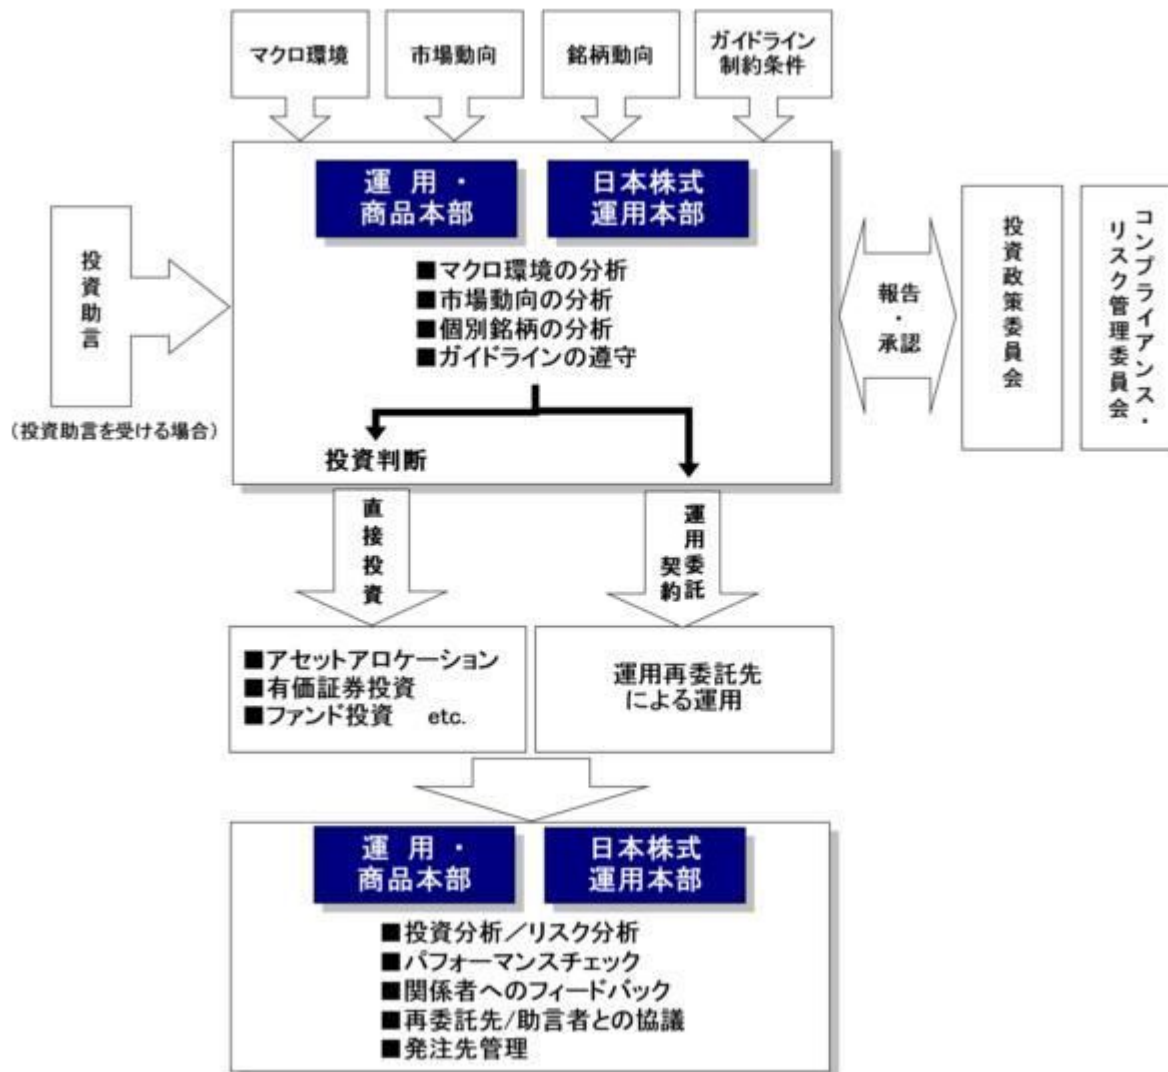 マクロ環境
市場動向
銘柄動向
ガイドライン
制約条件
運 用 ・
商品本部
日本株式
運用本部
■マクロ環境の分析
■市場動向の分析
■個別銘柄の分析
■ガイドラインの遵守
投資助言
(投資助言を受ける場合)
報告
・
承認
投資政策委員会
コンプライアンス・
リスク管理委員会
投資判断
直接投資
運用委託
契約
■アセットアロケーション
■有価証券投資
■ファンド投資 etc.
運用再委託先
による運用
運 用 ・
商品本部
日本株式
運用本部
■投資分析／リスク分析
■パフォーマンスチェック
■関係者へのフィードバック
■再委託先/助言者との協議
■発注先管理